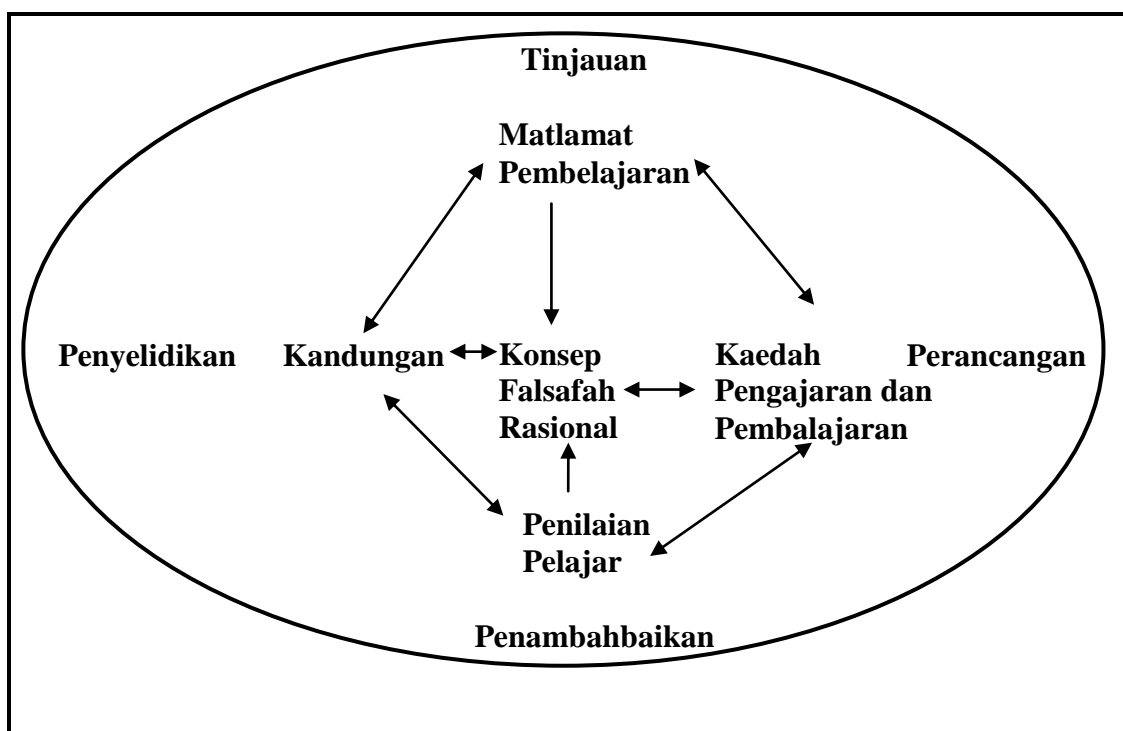 Tinjauan
Matlamat
Pembelajaran
Penyelidikan
Kandungan
Konsep
Falsafah
Rasional
Kaedah
Pengajaran dan
Pembalajaran
Perancangan
Penilaian
Pelajar
Penambahbaikan